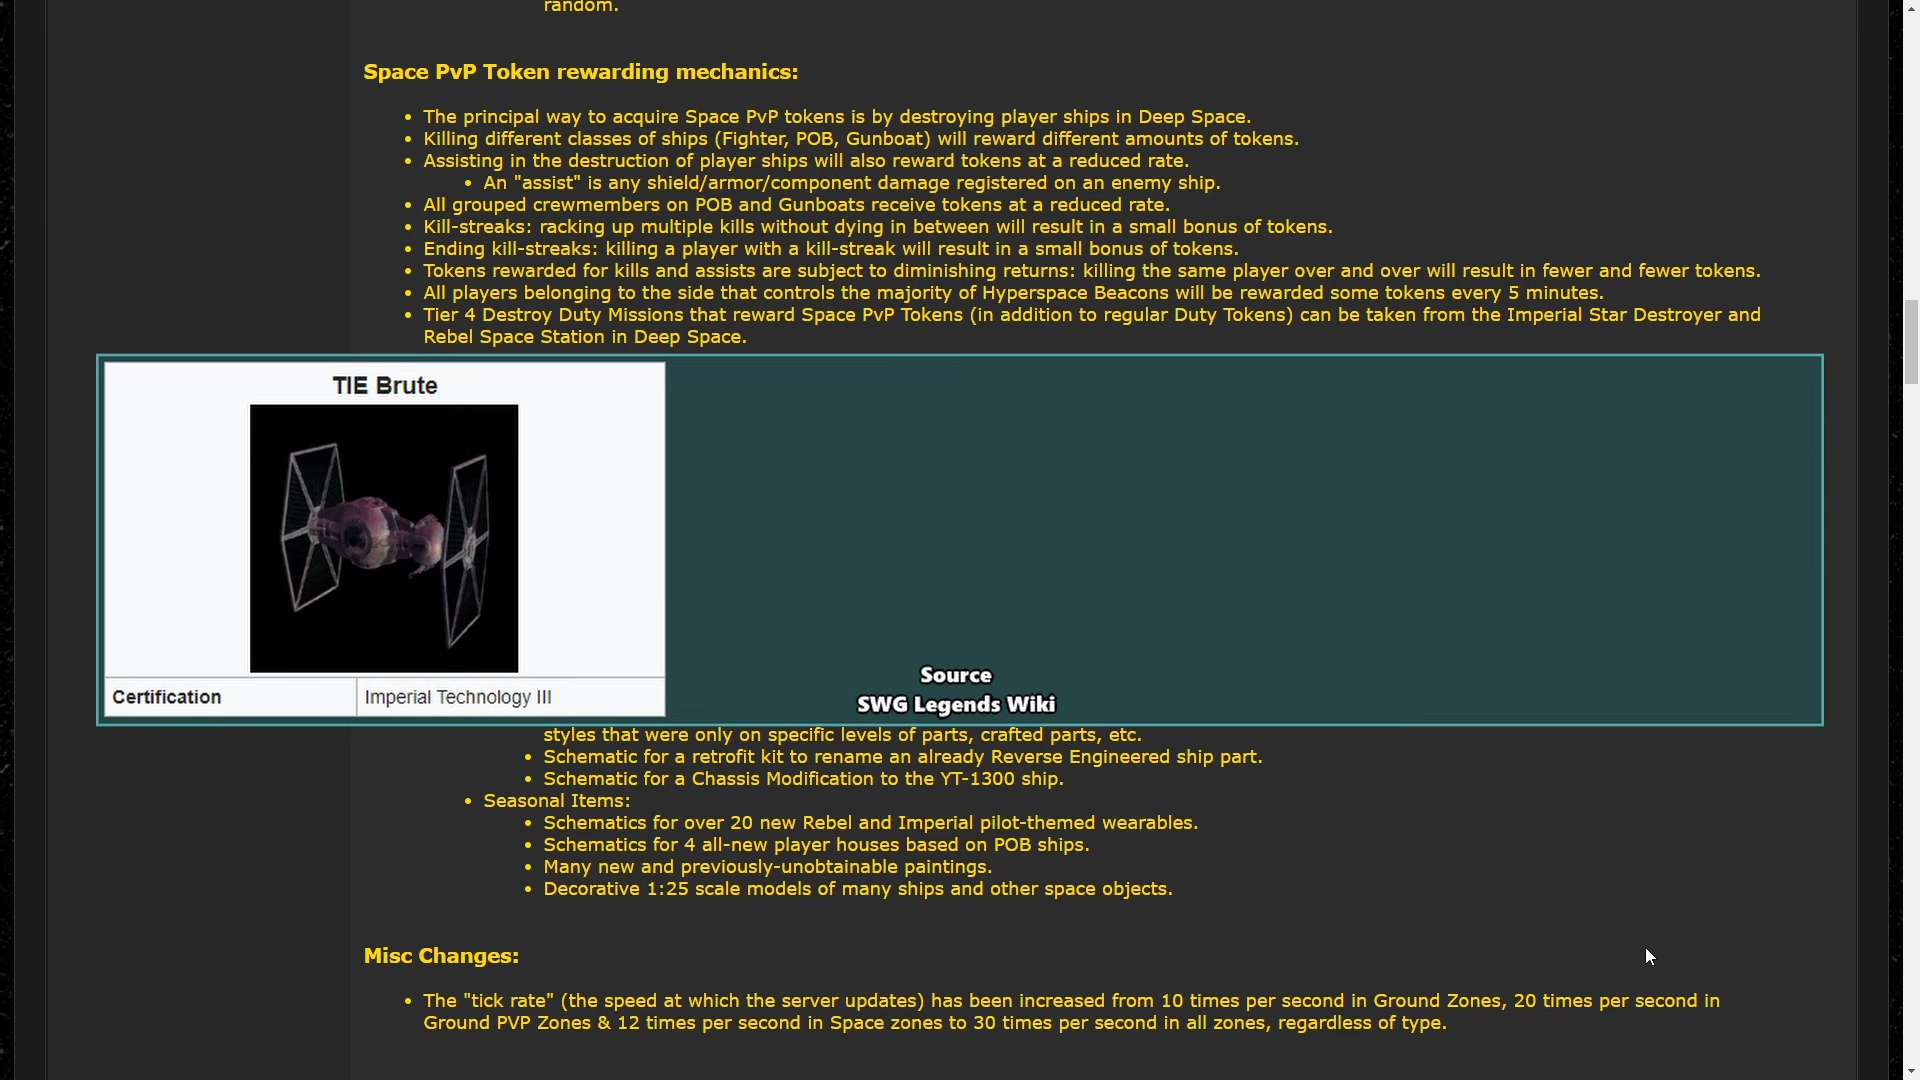 random.
Space PvP Token rewarding mechanics:
• The principal way to acquire Space PvP tokens is by destroying player ships in Deep Space.
• Killing different classes of ships (Fighter, POB, Gunboat) will reward different amounts of tokens.
• Assisting in the destruction of player ships will also reward tokens at a reduced rate.
• An "assist" is any shield/armor/component damage registered on an enemy ship.
• All grouped crewmembers on POB and Gunboats receive tokens at a reduced rate.
• Kill-streaks: racking up multiple kills without dying in between will result in a small bonus of tokens.
• Ending kill-streaks: killing a player with a kill-streak will result in a small bonus of tokens.
• Tokens rewarded for kills and assists are subject to diminishing returns: killing the same player over and over will result in fewer and fewer tokens.
• All players belonging to the side that controls the majority of Hyperspace Beacons will be rewarded some tokens every 5 minutes.
• Tier 4 Destroy Duty Missions that reward Space PvP Tokens (in addition to regular Duty Tokens) can be taken from the Imperial Star Destroyer and
Rebel Space Station in Deep Space.
TIE Brute
Certification Imperial Technology III
Source
SWG Legends Wiki
styles that were only on specific levels of parts, crafted parts, etc.
• Schematic for a retrofit kit to rename an already Reverse Engineered ship part.
• Schematic for a Chassis Modification to the YT-1300 ship.
• Seasonal Items:
• Schematics for over 20 new Rebel and Imperial pilot-themed wearables.
• Schematics for 4 all-new player houses based on POB ships.
• Many new and previously-unobtainable paintings.
• Decorative 1:25 scale models of many ships and other space objects.
Misc Changes:
• The "tick rate" (the speed at which the server updates) has been increased from 10 times per second in Ground Zones, 20 times per second in
Ground PVP Zones & 12 times per second in Space zones to 30 times per second in all zones, regardless of type.